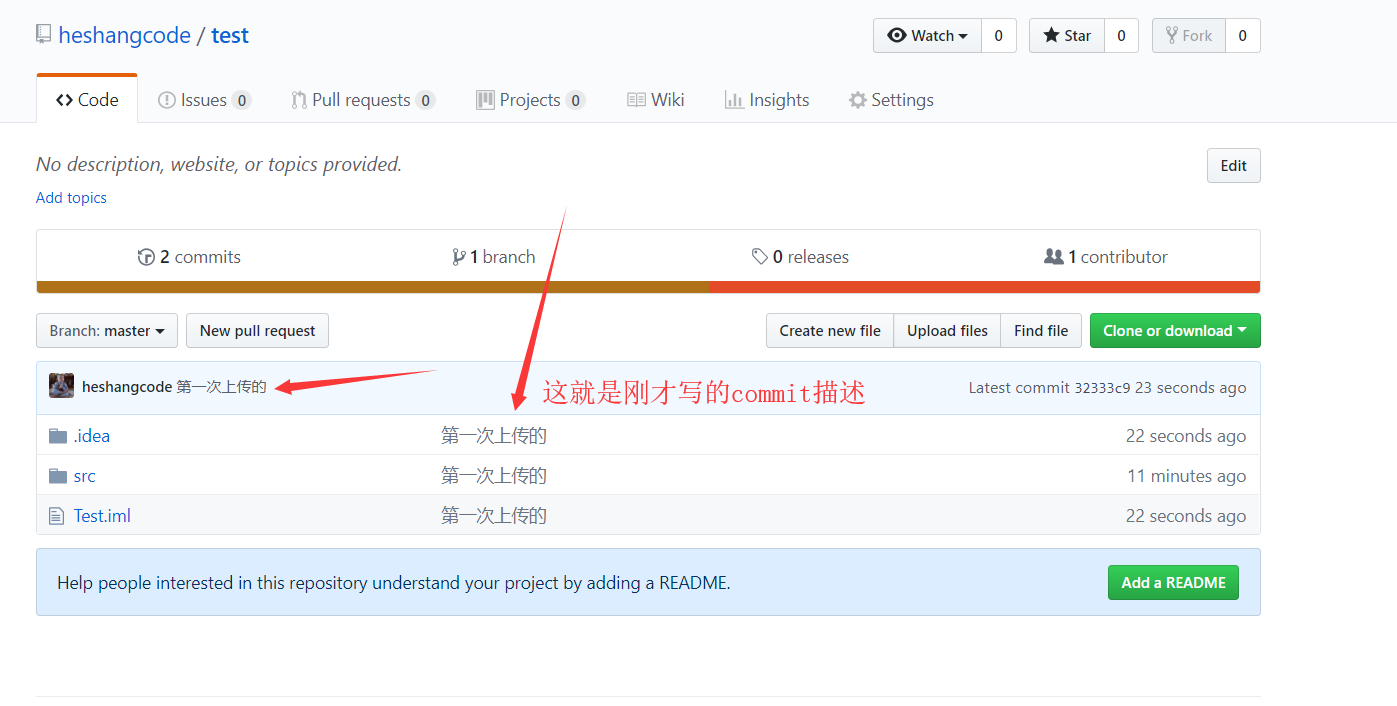 heshangcode / test
Watch 0 Star 0 Fork 0
Code Issues 0 Pull requests 0 Projects 0 Wiki Insights Settings
No description, website, or topics provided.
Edit
Add topics
2 commits 1 branch 0 releases 1 contributor
Branch: master New pull request Create new file Upload files Find file Clone or download
heshangcode 第一次上传的 这就是刚才写的commit描述 Latest commit 32333c9 23 seconds ago
.idea 第一次上传的 22 seconds ago
src 第一次上传的 11 minutes ago
Test.iml 第一次上传的 22 seconds ago
Help people interested in this repository understand your project by adding a README. Add a README